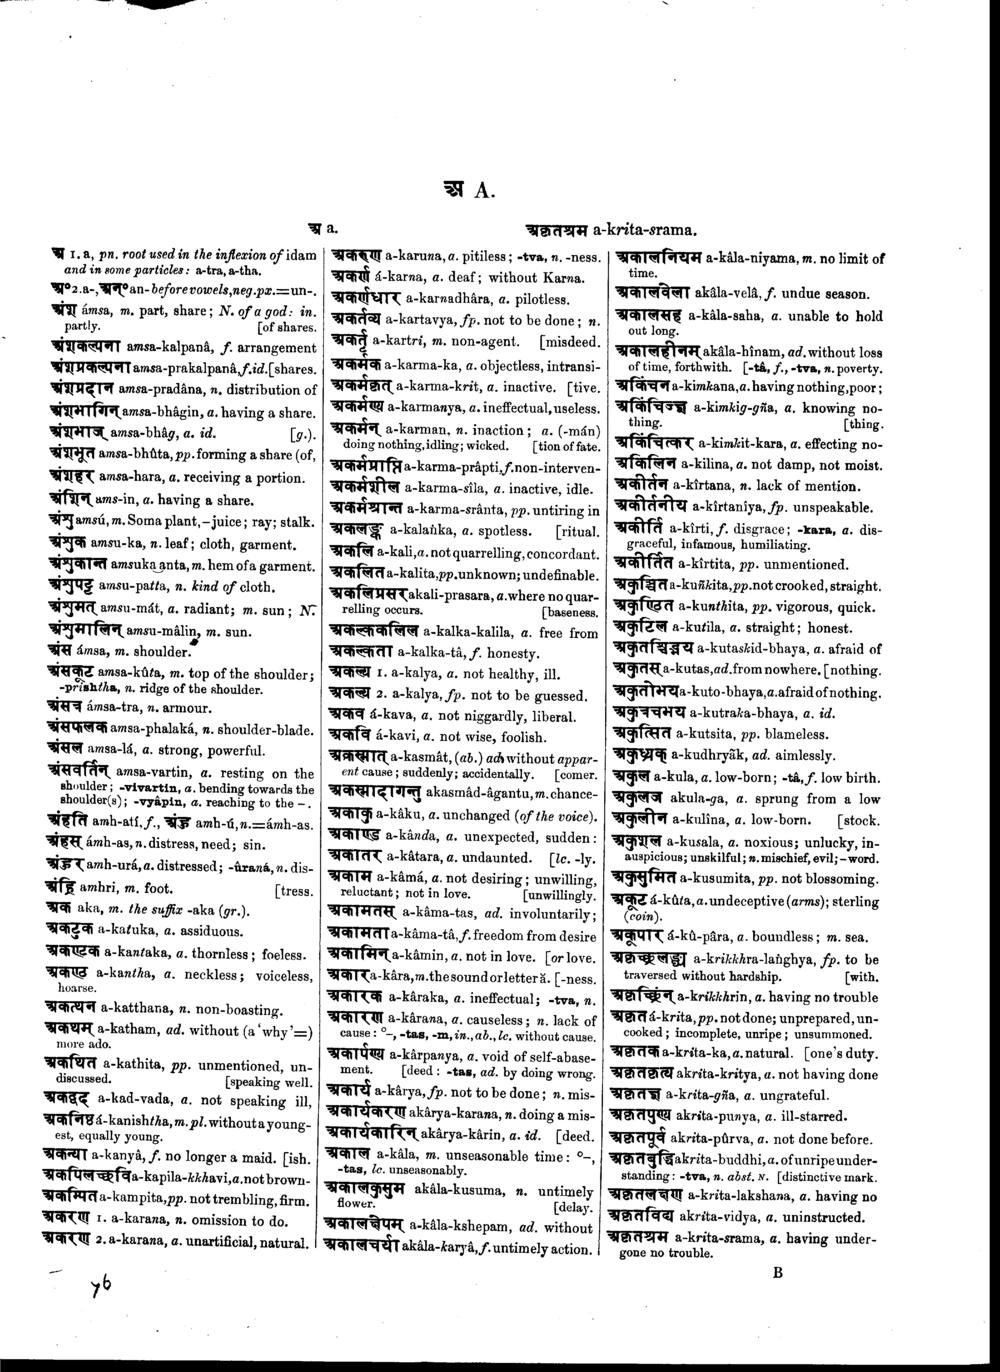 अ A.
अ a.
अकृतश्रम a-krita-srama.
अ 1. a, pn. root used in the inflexion of idam
and in some particles: a-tra, a-tha.
अ° 2. a-, अन्° an- before vowels, neg. px. = un-.
अंश ámsa, m. part, share; N. of a god: in.
partly. [of shares.
अंशकल्पना amsa-kalpanâ, f. arrangement
अंशप्रकल्पना amsa-prakalpanâ, f. id. [shares.
अंशप्रदान amsa-pradâna, n. distribution of
अंशभागिन् amsa-bhâgin, a. having a share.
अंशभाज् amsa-bhâg, a. id. [g.).
अंशभूत amsa-bhûta, pp. forming a share (of,
अंशहर amsa-hara, a. receiving a portion.
अंशिन् ams-in, a. having a share.
अंशु amsú, m. Soma plant, – juice; ray; stalk.
अंशुक amsu-ka, n. leaf; cloth, garment.
अंशुकान्त amsuka‿anta, m. hem of a garment.
अंशुपट्ट amsu-patta, n. kind of cloth.
अंशुमत् amsu-mát, a. radiant; m. sun; N.
अंशुमालिन् amsu-mâlin, m. sun.
अंस ámsa, m. shoulder.
अंसकूट amsa-kûta, m. top of the shoulder;
-prishtha, n. ridge of the shoulder.
अंसत्र ámsa-tra, n. armour.
अंसफलक amsa-phalaká, n. shoulder-blade.
अंसल amsa-lá, a. strong, powerful.
अंसवर्तिन् amsa-vartin, a. resting on the
shoulder; -vivartin, a. bending towards the
shoulder(s); -vyâpin, a. reaching to the –.
अंहति amh-atí, f., अंहु amh-ú, n. = ámh-as.
अंहस् ámh-as, n. distress, need; sin.
अंहुर amh-urá, a. distressed; -ûraná, n. dis-
अंह्रि amhri, m. foot. [tress.
अक aka, m. the suffix -aka (gr.).
अकटुक a-katuka, a. assiduous.
अकण्टक a-kantaka, a. thornless; foeless.
अकण्ठ a-kantha, a. neckless; voiceless,
hoarse.
अकत्थन a-katthana, n. non-boasting.
अकथम् a-katham, ad. without (a 'why'=)
more ado.
अकथित a-kathita, pp. unmentioned, un-
discussed. [speaking well.
अकद्वद् a-kad-vada, a. not speaking ill,
अकनिष्ठ á-kanishtha, m. pl. without a young-
est, equally young.
अकन्या a-kanyâ, f. no longer a maid. [ish.
अकपिलच्छवि a-kapila-kkhavi, a. not brown-
अकम्पित a-kampita, pp. not trembling, firm.
अकरण 1. a-karana, n. omission to do.
अकरण 2. a-karana, a. unartificial, natural.
अकरुण a-karuna, a. pitiless; -tva, n. -ness.
अकर्ण á-karna, a. deaf; without Karna.
अकर्णधार a-karnadhâra, a. pilotless.
अकर्तव्य a-kartavya, fp. not to be done; n.
अकर्तृ a-kartri, m. non-agent. [misdeed.
अकर्मक a-karma-ka, a. objectless, intransi-
अकर्मकृत् a-karma-krit, a. inactive. [tive.
अकर्मण्य a-karmanya, a. ineffectual, useless.
अकर्मन् a-karman, n. inaction; a. (-mán)
doing nothing, idling; wicked. [tion of fate.
अकर्मप्राप्ति a-karma-prâpti, f. non-interven-
अकर्मशील a-karma-sîla, a. inactive, idle.
अकर्मश्रान्त a-karma-srânta, pp. untiring in
अकलङ्क a-kalaṅka, a. spotless. [ritual.
अकलि a-kali, a. not quarrelling, concordant.
अकलित a-kalita, pp. unknown; undefinable.
अकलिप्रसर akali-prasara, a. where no quar-
relling occurs. [baseness.
अकल्ककलिल a-kalka-kalila, a. free from
अकल्कता a-kalka-tâ, f. honesty.
अकल्य 1. a-kalya, a. not healthy, ill.
अकल्य 2. a-kalya, fp. not to be guessed.
अकव á-kava, a. not niggardly, liberal.
अकवि á-kavi, a. not wise, foolish.
अकस्मात् a-kasmât, (ab.) ad. without appar-
ent cause; suddenly; accidentally. [comer.
अकस्मादागन्तु akasmâd-âgantu, m. chance-
अकाकु a-kâku, a. unchanged (of the voice).
अकाण्ड a-kânda, a. unexpected, sudden:
अकातर a-kâtara, a. undaunted. [lc. -ly.
अकाम a-kâmá, a. not desiring; unwilling,
reluctant; not in love. [unwillingly.
अकामतस् a-kâma-tas, ad. involuntarily;
अकामता a-kâma-tâ, f. freedom from desire
अकामिन् a-kâmin, a. not in love. [or love.
अकार a-kâra, m. the sound or letter ă. [-ness.
अकारक a-kâraka, a. ineffectual; -tva, n.
अकारण a-kârana, a. causeless; n. lack of
cause: °–, -tas, -m, in., ab., lc. without cause.
अकार्पण्य a-kârpanya, a. void of self-abase-
ment. [deed: -tas, ad. by doing wrong.
अकार्य a-kârya, fp. not to be done; n. mis-
अकार्यकरण akârya-karana, n. doing a mis-
अकार्यकारिन् akârya-kârin, a. id. [deed.
अकाल a-kâla, m. unseasonable time: °–,
-tas, lc. unseasonably.
अकालकुसुम akâla-kusuma, n. untimely
flower. [delay.
अकालक्षेपम् a-kâla-kshepam, ad. without
अकालचर्या akâla-karyâ, f. untimely action.
अकालनियम a-kâla-niyama, m. no limit of
time.
अकालवेला akâla-velâ, f. undue season.
अकालसह a-kâla-saha, a. unable to hold
out long.
अकालहीनम् akâla-hînam, ad. without loss
of time, forthwith. [-tâ, f., -tva, n. poverty.
अकिंचन a-kimkana, a. having nothing, poor;
अकिंचिज्ज्ञ a-kimkig-gña, a. knowing no-
thing. [thing.
अकिंचित्कर a-kimkit-kara, a. effecting no-
अकिलिन a-kilina, a. not damp, not moist.
अकीर्तन a-kîrtana, n. lack of mention.
अकीर्तनीय a-kîrtanîya, fp. unspeakable.
अकीर्ति a-kîrti, f. disgrace; -kara, a. dis-
graceful, infamous, humiliating.
अकीर्तित a-kîrtita, pp. unmentioned.
अकुञ्चित a-kuñkita, pp. not crooked, straight.
अकुण्ठित a-kunthita, pp. vigorous, quick.
अकुटिल a-kutila, a. straight; honest.
अकुतश्चिद्भय a-kutaskid-bhaya, a. afraid of
अकुतस् a-kutas, ad. from nowhere. [nothing.
अकुतोभय a-kuto-bhaya, a. afraid of nothing.
अकुत्रचभय a-kutraka-bhaya, a. id.
अकुत्सित a-kutsita, pp. blameless.
अकुध्र्यक् a-kudhryăk, ad. aimlessly.
अकुल a-kula, a. low-born; -tâ, f. low birth.
अकुलज akula-ga, a. sprung from a low
अकुलीन a-kulîna, a. low-born. [stock.
अकुशल a-kusala, a. noxious; unlucky, in-
auspicious; unskilful; n. mischief, evil; – word.
अकुसुमित a-kusumita, pp. not blossoming.
अकूट á-kûta, a. undeceptive (arms); sterling
(coin).
अकूपार á-kû-pâra, a. boundless; m. sea.
अकृच्छ्रलङ्घ्य a-krikkhra-laṅghya, fp. to be
traversed without hardship. [with.
अकृच्छ्रिन् a-krikkhrin, a. having no trouble
अकृत á-krita, pp. not done; unprepared, un-
cooked; incomplete, unripe; unsummoned.
अकृतक a-krita-ka, a. natural. [one's duty.
अकृतकृत्य akrita-kritya, a. not having done
अकृतज्ञ a-krita-gña, a. ungrateful.
अकृतपुण्य akrita-punya, a. ill-starred.
अकृतपूर्व akrita-pûrva, a. not done before.
अकृतबुद्धि akrita-buddhi, a. of unripe under-
standing: -tva, n. abst. N. [distinctive mark.
अकृतलक्षण a-krita-lakshana, a. having no
अकृतविद्य akrita-vidya, a. uninstructed.
अकृतश्रम a-krita-srama, a. having under-
gone no trouble.
B
76